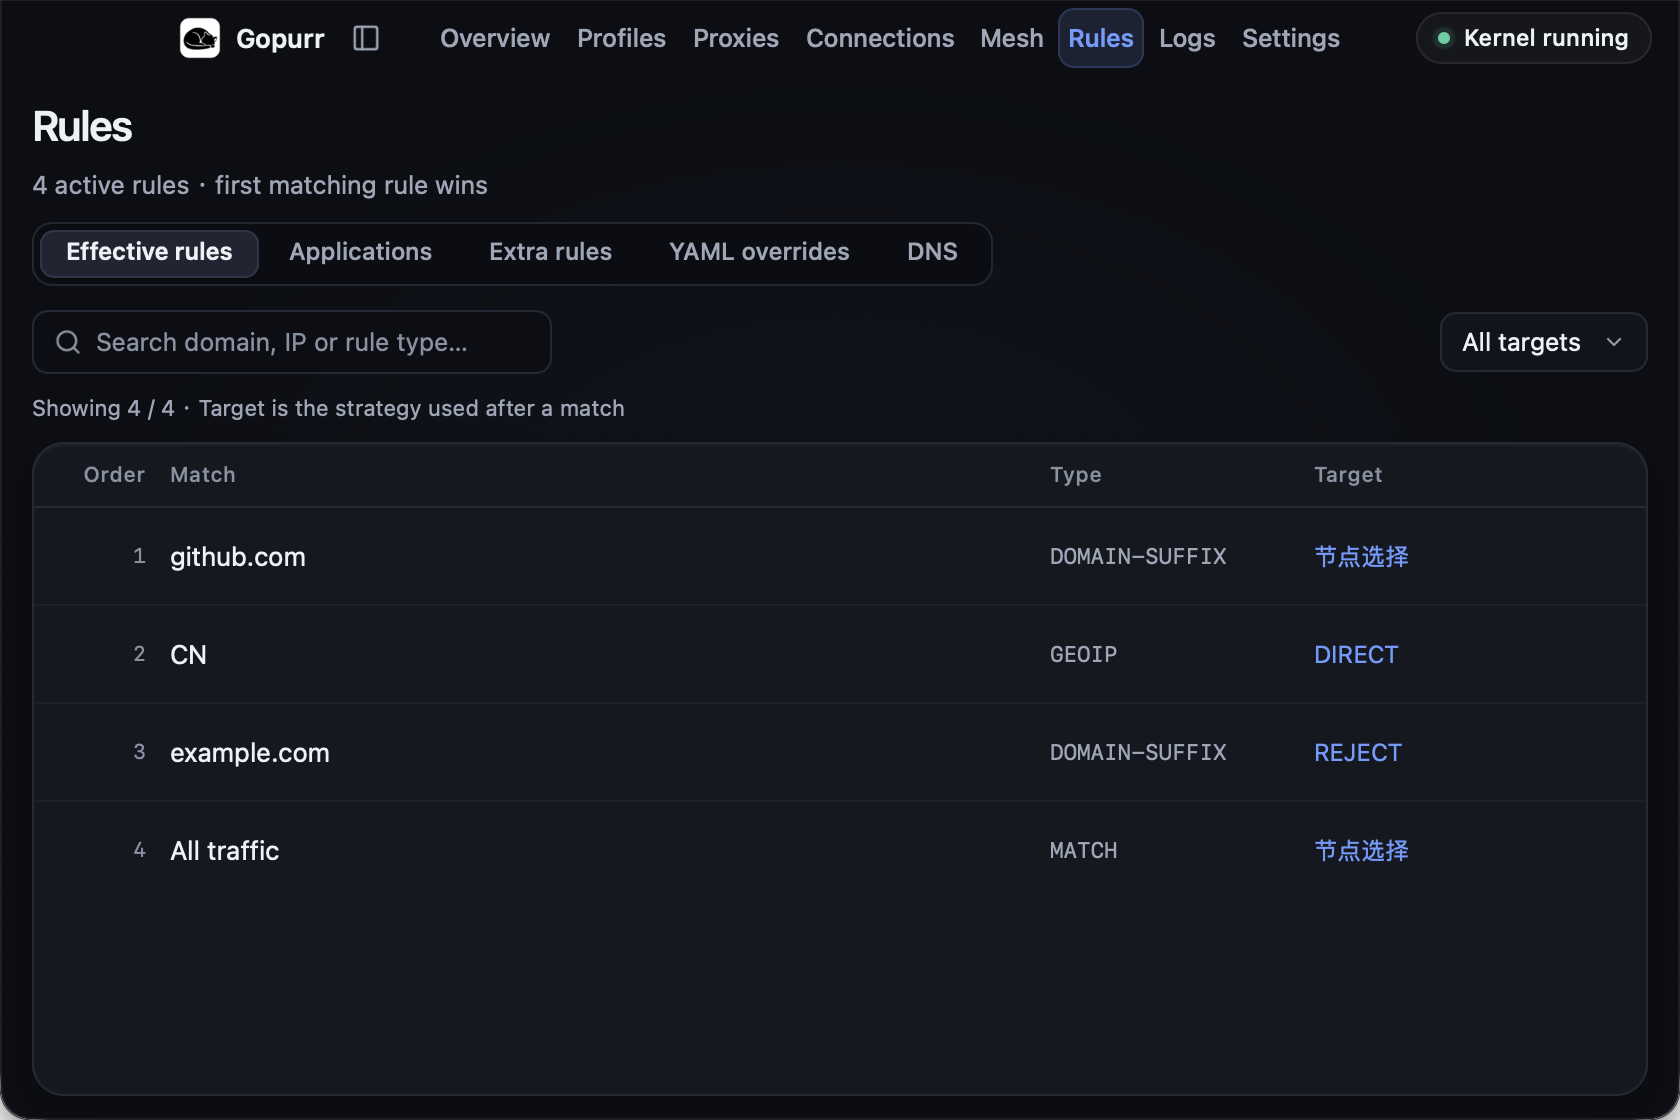 Gopurr Overview Profiles Proxies Connections Mesh Rules Logs Settings Kernel running
Rules
4 active rules · first matching rule wins
Effective rules Applications Extra rules YAML overrides DNS
Search domain, IP or rule type... All targets
Showing 4 / 4 · Target is the strategy used after a match
Order Match Type Target
1 github.com DOMAIN-SUFFIX 节点选择
2 CN GEOIP DIRECT
3 example.com DOMAIN-SUFFIX REJECT
4 All traffic MATCH 节点选择